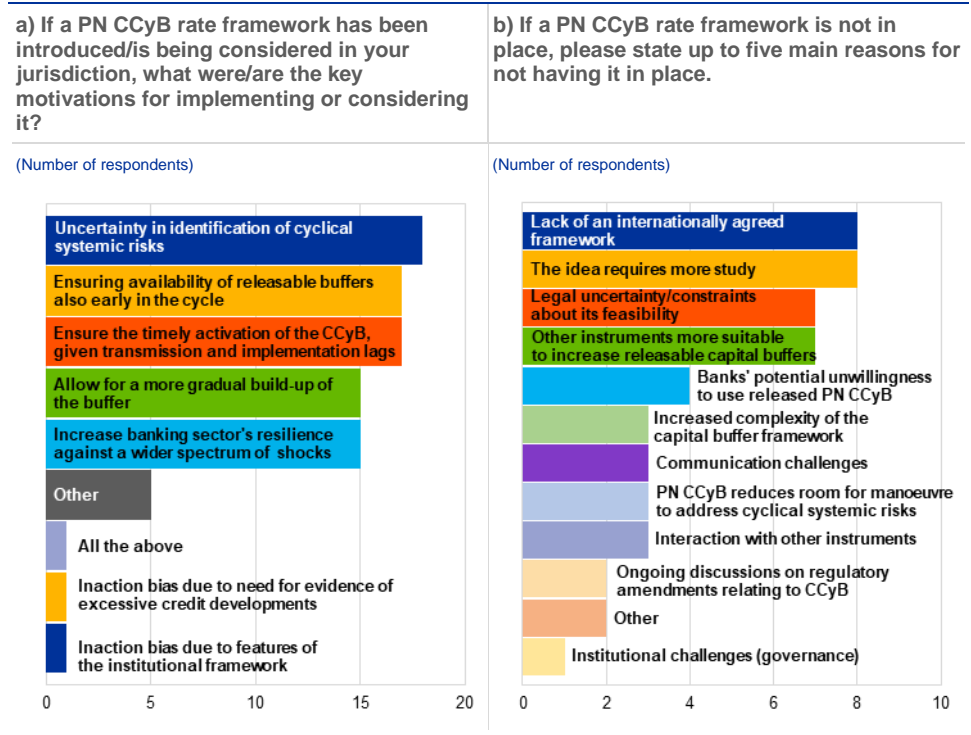 a) If a PN CCyB rate framework has been
introduced/is being considered in your
jurisdiction, what were/are the key
motivations for implementing or considering
it?
(Number of respondents)
Uncertainty in identification of cyclical
systemic risks
Ensuring availability of releasable buffers
also early in the cycle
Ensure the timely activation of the CCyB,
given transmission and implementation lags
Allow for a more gradual build-up of
the buffer
Increase banking sector's resilience
against a wider spectrum of shocks
Other
All the above
Inaction bias due to need for evidence of
excessive credit developments
Inaction bias due to features of
the institutional framework
0 5 10 15 20
b) If a PN CCyB rate framework is not in
place, please state up to five main reasons for
not having it in place.
(Number of respondents)
Lack of an internationally agreed
framework
The idea requires more study
Legal uncertainty/constraints
about its feasibility
Other instruments more suitable
to increase releasable capital buffers
Banks' potential unwillingness
to use released PN CCyB
Increased complexity of the
capital buffer framework
Communication challenges
PN CCyB reduces room for manoeuvre
to address cyclical systemic risks
Interaction with other instruments
Ongoing discussions on regulatory
amendments relating to CCyB
Other
Institutional challenges (governance)
0 2 4 6 8 10